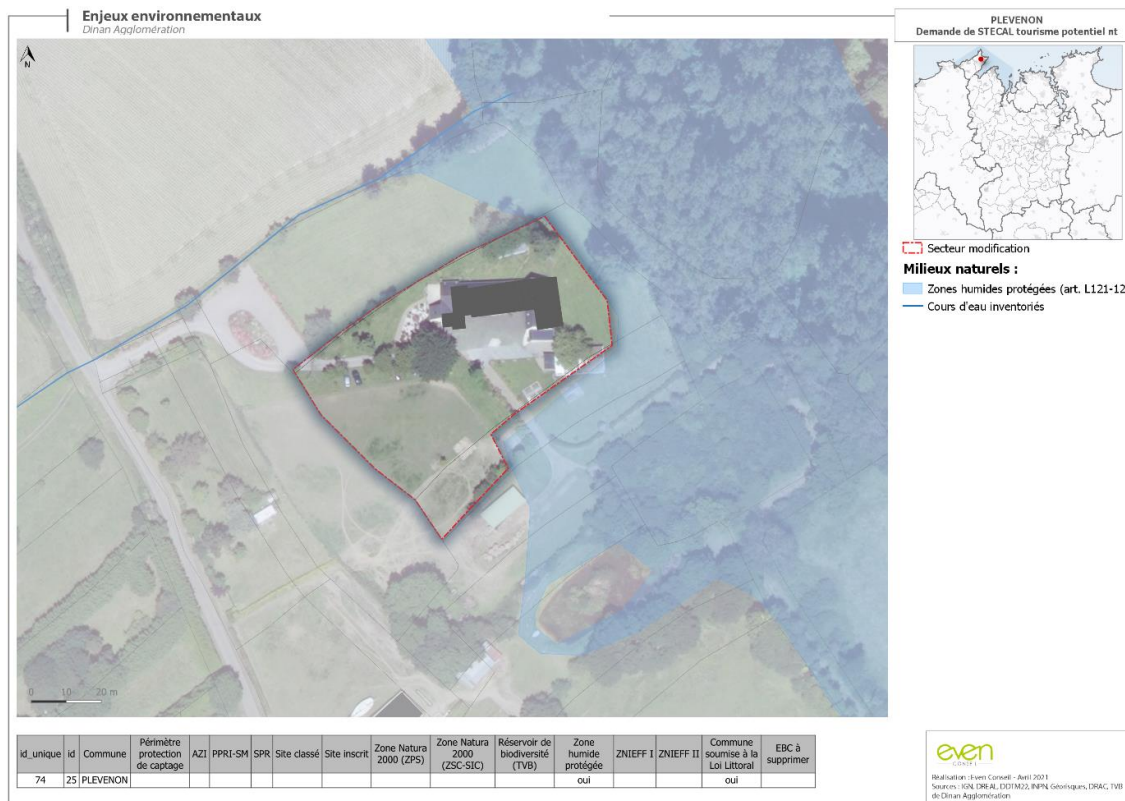 Enjeux environnementaux
Dinan Agglomération
PLEVENON
Demande de STECAL tourisme potentiel nt
N
Secteur modification
Milieux naturels :
Zones humides protégées (art. L121-12
Cours d'eau inventoriés
0 10 20 m
id_unique id Commune Périmètre protection de captage AZI PPRI-SM SPR Site classé Site inscrit Zone Natura 2000 (ZPS) Zone Natura 2000 (ZSC-SIC) Réservoir de biodiversité (TVB) Zone humide protégée ZNIEFF I ZNIEFF II Commune soumise à la Loi Littoral EBC à supprimer
74 25 PLEVENON oui oui
even
CONSEIL
Réalisation : Even Conseil - Avril 2021
Sources : IGN, DREAL, DDTM22, INPN, Géorisques, DRAC, TVB
de Dinan Agglomération